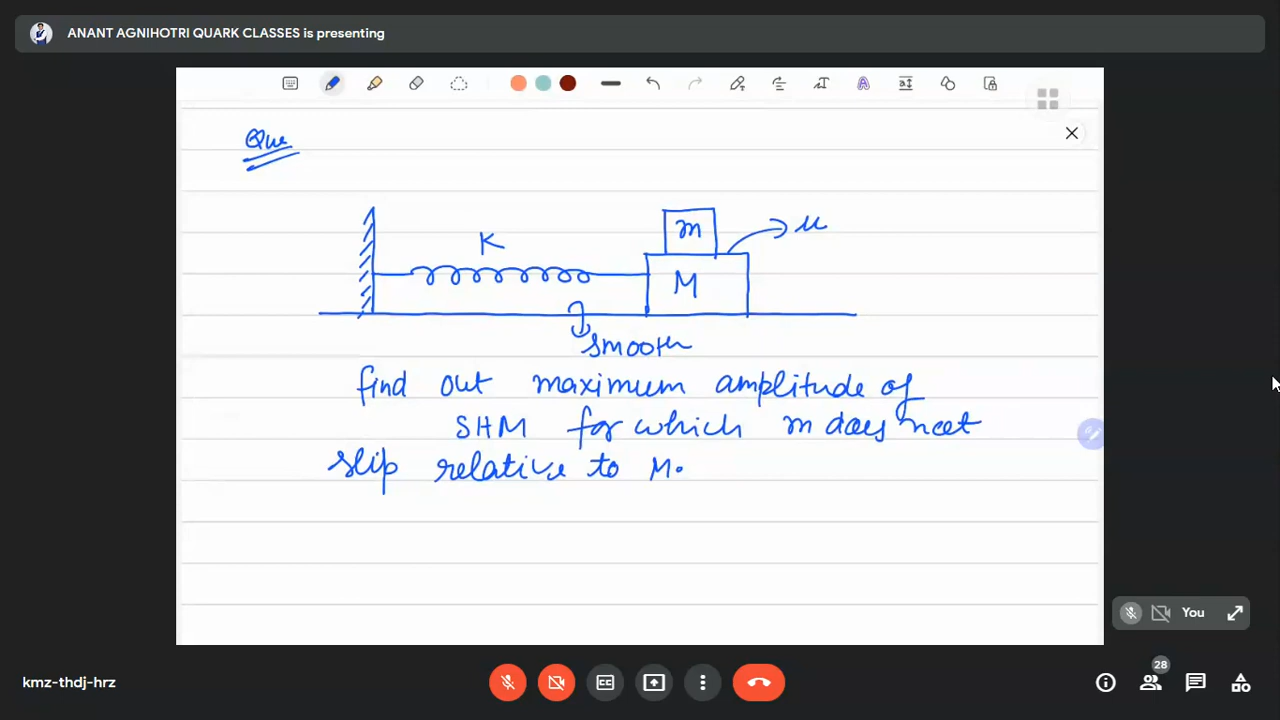 ANANT AGNIHOTRI QUARK CLASSES is presenting
Que
K
m
μ
M
smooth
find out maximum amplitude of
SHM for which m does not
slip relative to M.
You
kmz-thdj-hrz
28